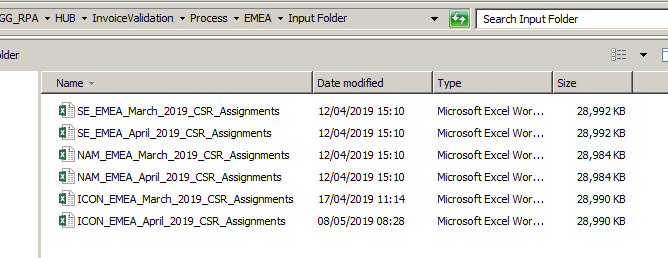 GG_RPA HUB InvoiceValidation Process EMEA Input Folder Search Input Folder
older
Name Date modified Type Size
SE_EMEA_March_2019_CSR_Assignments 12/04/2019 15:10 Microsoft Excel Wor... 28,992 KB
SE_EMEA_April_2019_CSR_Assignments 12/04/2019 15:10 Microsoft Excel Wor... 28,992 KB
NAM_EMEA_March_2019_CSR_Assignments 12/04/2019 15:10 Microsoft Excel Wor... 28,984 KB
NAM_EMEA_April_2019_CSR_Assignments 12/04/2019 15:10 Microsoft Excel Wor... 28,984 KB
ICON_EMEA_March_2019_CSR_Assignments 17/04/2019 11:14 Microsoft Excel Wor... 28,990 KB
ICON_EMEA_April_2019_CSR_Assignments 08/05/2019 08:28 Microsoft Excel Wor... 28,990 KB